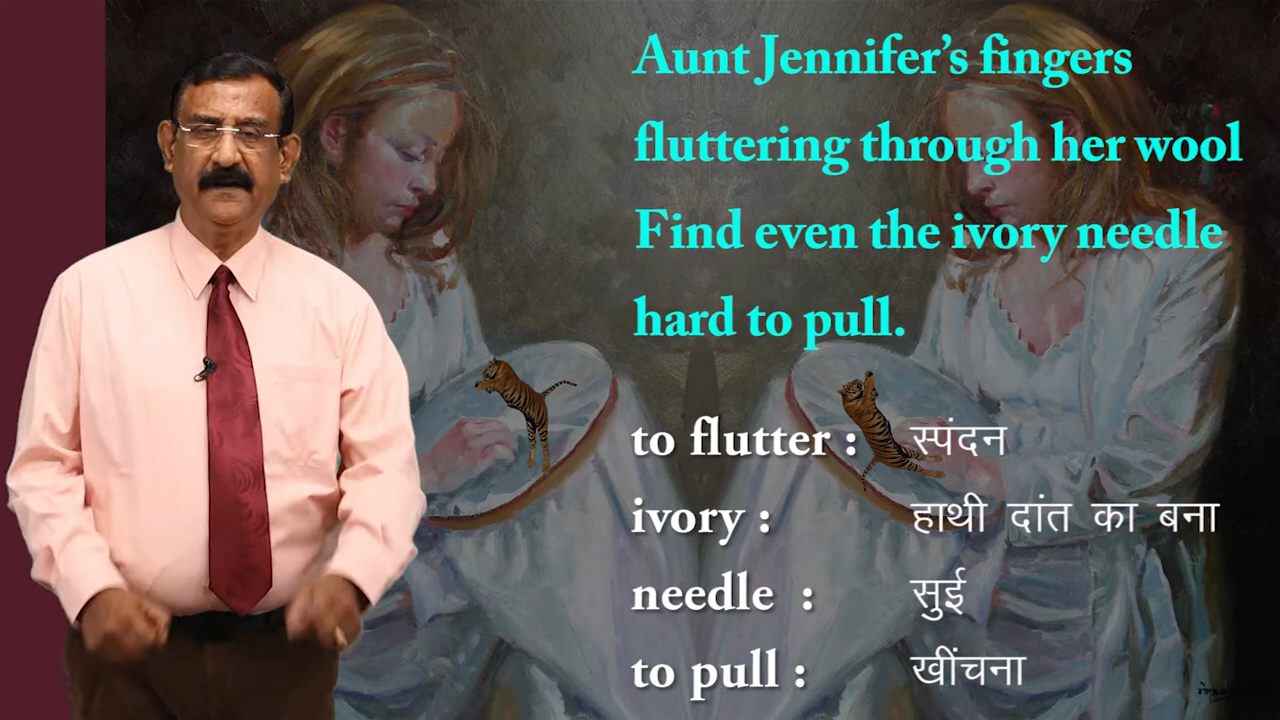 Aunt Jennifer’s fingers
fluttering through her wool
Find even the ivory needle
hard to pull.
to flutter : स्पंदन
ivory : हाथी दांत का बना
needle : सुई
to pull : खींचना